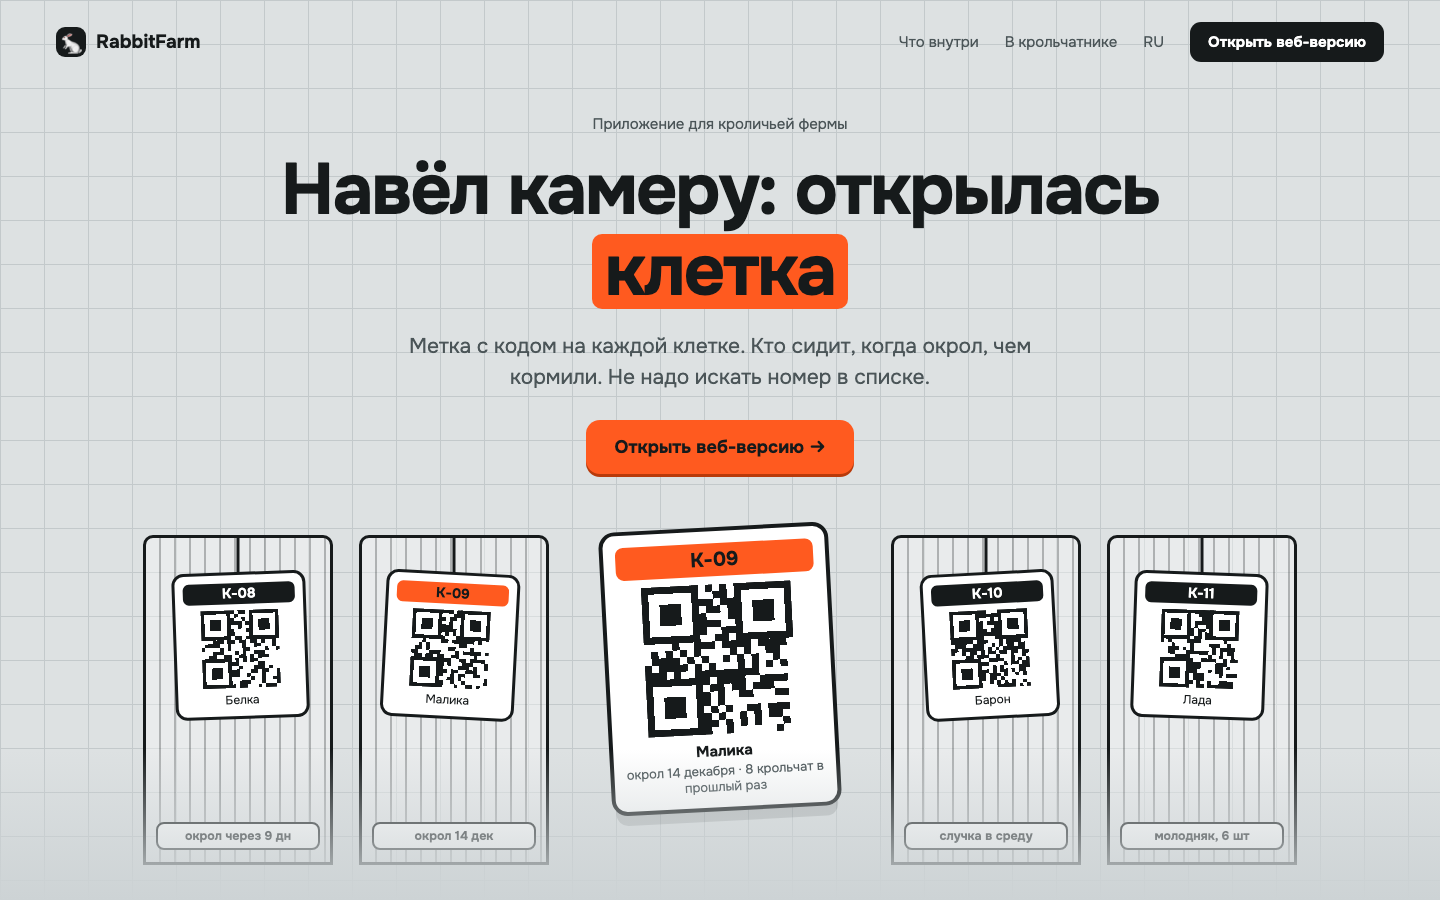 RabbitFarm
Что внутри
В крольчатнике
RU
Открыть веб-версию
Приложение для кроличьей фермы
Навёл камеру: открылась
клетка
Метка с кодом на каждой клетке. Кто сидит, когда окрол, чем
кормили. Не надо искать номер в списке.
Открыть веб-версию →
К-08
Белка
окрол через 9 дн
К-09
Малика
окрол 14 дек
К-09
Малика
окрол 14 декабря · 8 крольчат в
прошлый раз
К-10
Барон
случка в среду
К-11
Лада
молодняк, 6 шт